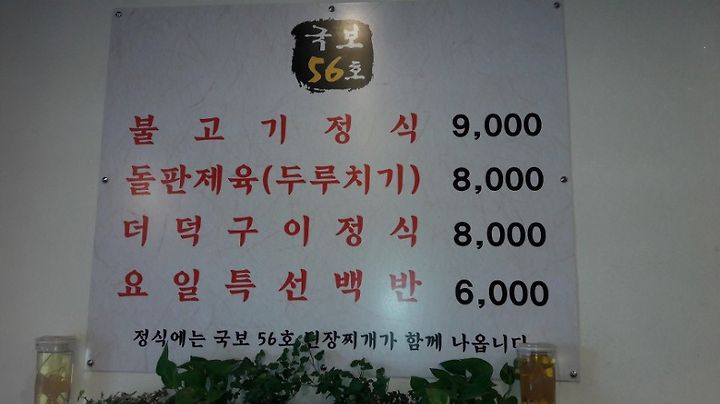 국보
56호
불고기정식 9,000
돌판제육(두루치기) 8,000
더덕구이정식 8,000
요일특선백반 6,000
정식에는 국보 56호 된장찌개가 함께 나옵니다